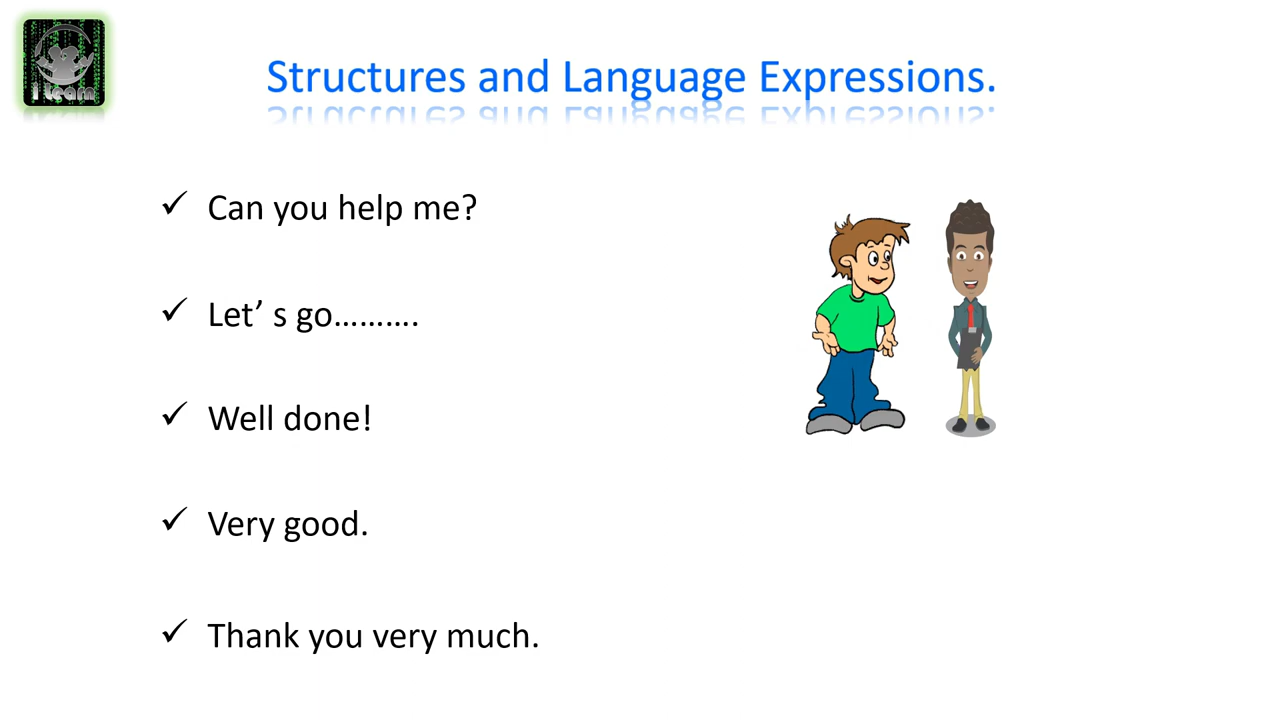 i learn
Structures and Language Expressions.
✓ Can you help me?
✓ Let’ s go……….
✓ Well done!
✓ Very good.
✓ Thank you very much.